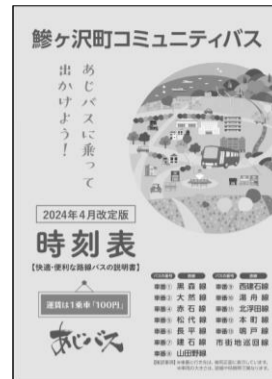 鰺ヶ沢町コミュニティバス
あじバスに乗って
出かけよう!
2024年4月改定版
時刻表
【快適・便利な路線バスの説明書】
運賃は1乗車「100円」
あじバス
黒森線
大然線
赤石線
松代線
長平線
建石線
山田野線
西建石線
湯舟線
北浮田線
本町線
鳴戸線
市街地巡回線